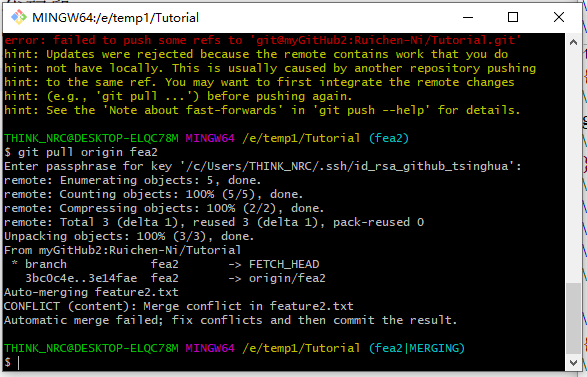 MINGW64:/e/temp1/Tutorial
error: failed to push some refs to 'git@myGitHub2:Ruichen-Ni/Tutorial.git'
hint: Updates were rejected because the remote contains work that you do
hint: not have locally. This is usually caused by another repository pushing
hint: to the same ref. You may want to first integrate the remote changes
hint: (e.g., 'git pull ...') before pushing again.
hint: See the 'Note about fast-forwards' in 'git push --help' for details.
THINK_NRC@DESKTOP-ELQC78M MINGW64 /e/temp1/Tutorial (fea2)
$ git pull origin fea2
Enter passphrase for key '/c/Users/THINK_NRC/.ssh/id_rsa_github_tsinghua':
remote: Enumerating objects: 5, done.
remote: Counting objects: 100% (5/5), done.
remote: Compressing objects: 100% (2/2), done.
remote: Total 3 (delta 1), reused 3 (delta 1), pack-reused 0
Unpacking objects: 100% (3/3), done.
From myGitHub2:Ruichen-Ni/Tutorial
 * branch            fea2       -> FETCH_HEAD
   3bc0c4e..3e14fae  fea2       -> origin/fea2
Auto-merging feature2.txt
CONFLICT (content): Merge conflict in feature2.txt
Automatic merge failed; fix conflicts and then commit the result.
THINK_NRC@DESKTOP-ELQC78M MINGW64 /e/temp1/Tutorial (fea2|MERGING)
$